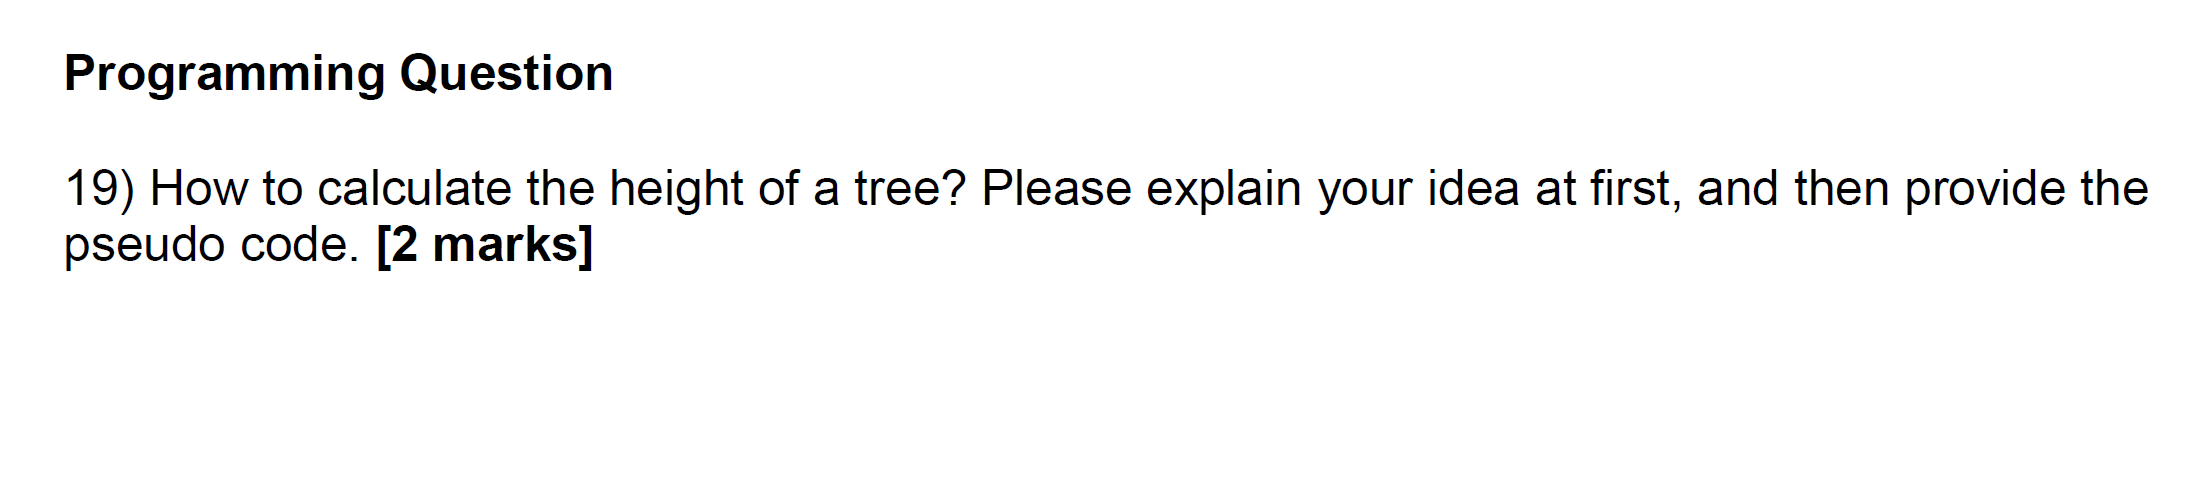 Programming Question
19) How to calculate the height of a tree? Please explain your idea at first, and then provide the
pseudo code. [2 marks]